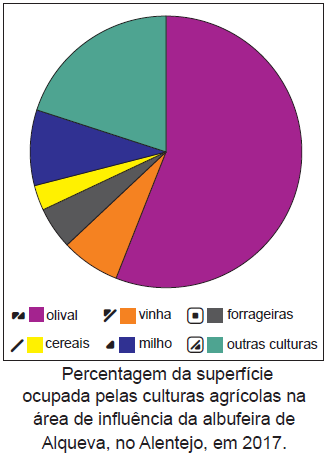 olival vinha forrageiras
cereais milho outras culturas
Percentagem da superfície
ocupada pelas culturas agrícolas na
área de influência da albufeira de
Alqueva, no Alentejo, em 2017.